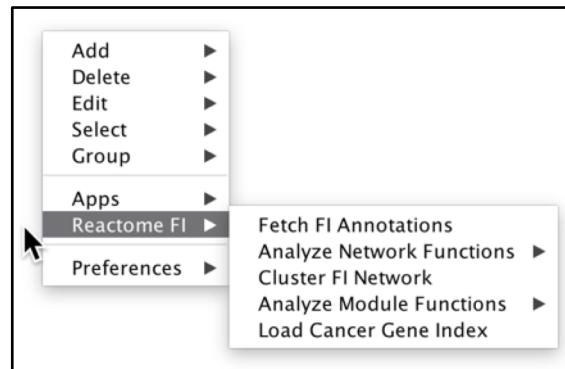 Add
Delete
Edit
Select
Group
Apps
Reactome FI
Preferences
Fetch FI Annotations
Analyze Network Functions
Cluster FI Network
Analyze Module Functions
Load Cancer Gene Index